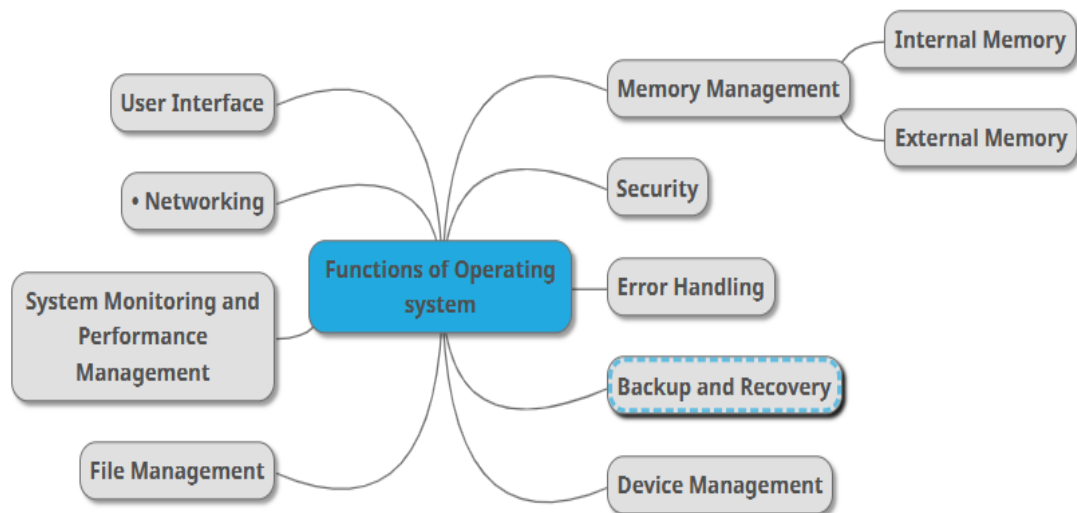 Functions of Operating
system
Memory Management
Internal Memory
External Memory
Security
Error Handling
Backup and Recovery
Device Management
User Interface
• Networking
System Monitoring and
Performance
Management
File Management